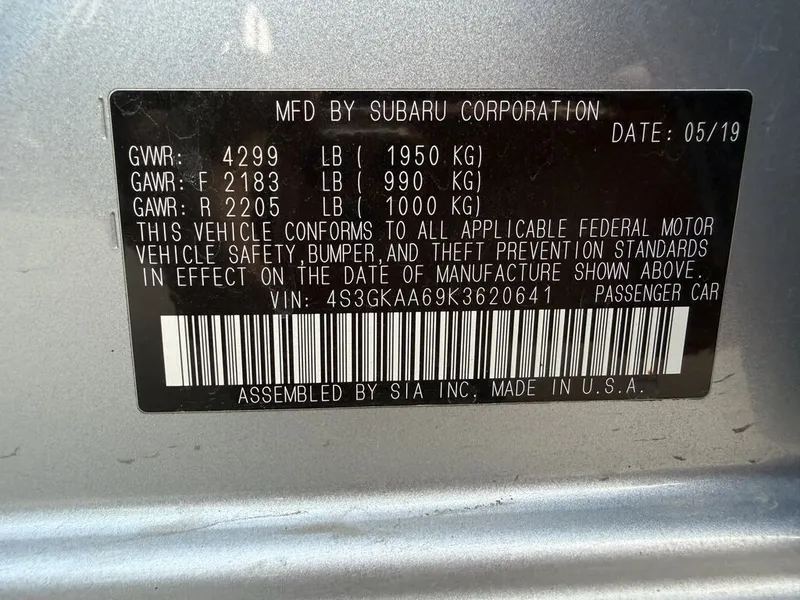 MFD BY SUBARU CORPORATION
DATE: 05/19
GVWR: 4299 LB ( 1950 KG)
GAWR: F 2183 LB ( 990 KG)
GAWR: R 2205 LB ( 1000 KG)
THIS VEHICLE CONFORMS TO ALL APPLICABLE FEDERAL MOTOR
VEHICLE SAFETY,BUMPER,AND THEFT PREVENTION STANDARDS
IN EFFECT ON THE DATE OF MANUFACTURE SHOWN ABOVE.
VIN: 4S3GKAA69K3620641 PASSENGER CAR
ASSEMBLED BY SIA INC. MADE IN U.S.A.